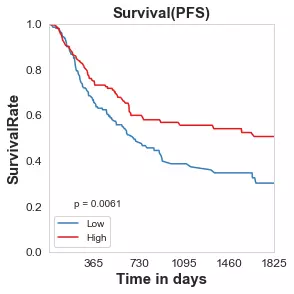 Survival(PFS)
SurvivalRate
1.0
0.8
0.6
0.4
0.2
0.0
p = 0.0061
Low
High
365 730 1095 1460 1825
Time in days